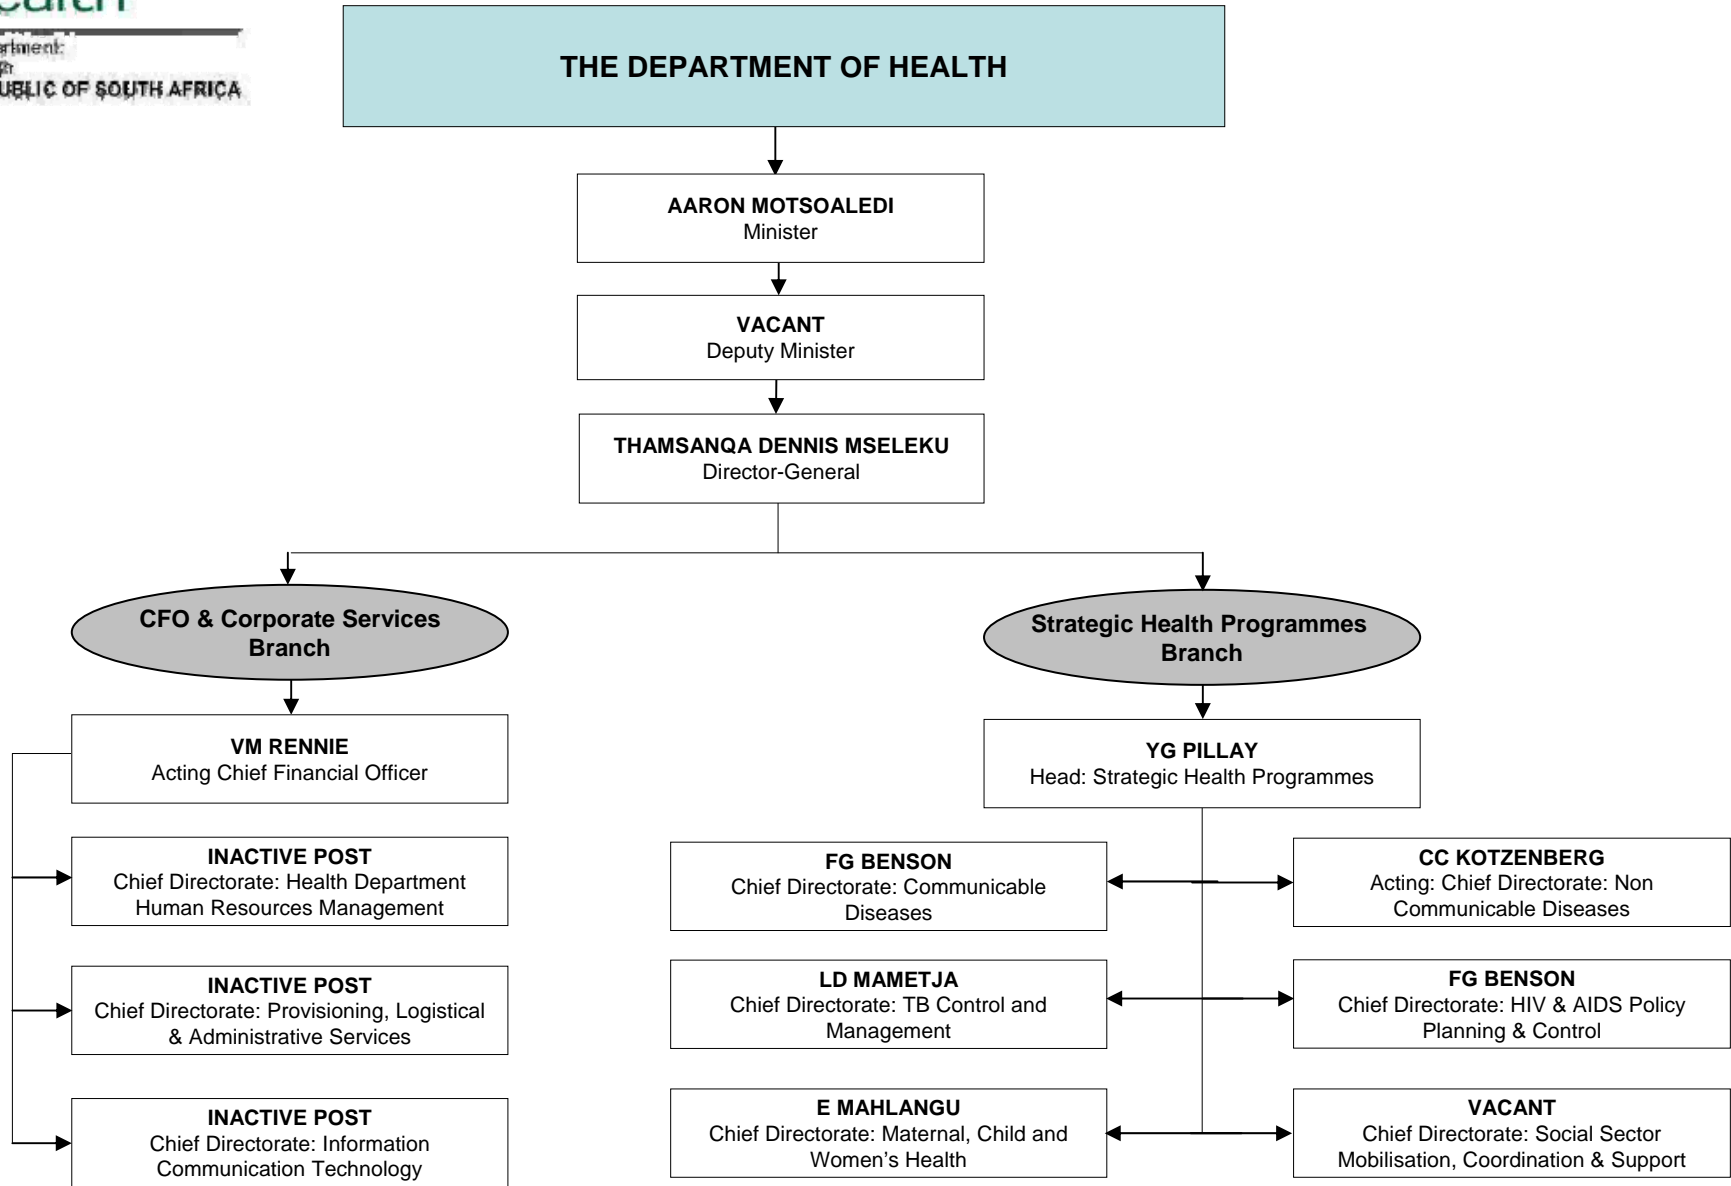 THE DEPARTMENT OF HEALTH
UBLIC OF SOUTH AFRICA
AARON MOTSOALEDI
Minister
VACANT
Deputy Minister
THAMSANQA DENNIS MSELEKU
Director-General
CFO & Corporate Services
Branch
VM RENNIE
Acting Chief Financial Officer
INACTIVE POST
Chief Directorate: Health Department
Human Resources Management
INACTIVE POST
Chief Directorate: Provisioning, Logistical
& Administrative Services
INACTIVE POST
Chief Directorate: Information
Communication Technology
Strategic Health Programmes
Branch
YG PILLAY
Head: Strategic Health Programmes
FG BENSON
Chief Directorate: Communicable
Diseases
CC KOTZENBERG
Acting: Chief Directorate: Non
Communicable Diseases
LD MAMETJA
Chief Directorate: TB Control and
Management
FG BENSON
Chief Directorate: HIV & AIDS Policy
Planning & Control
E MAHLANGU
Chief Directorate: Maternal, Child and
Women's Health
VACANT
Chief Directorate: Social Sector
Mobilisation, Coordination & Support